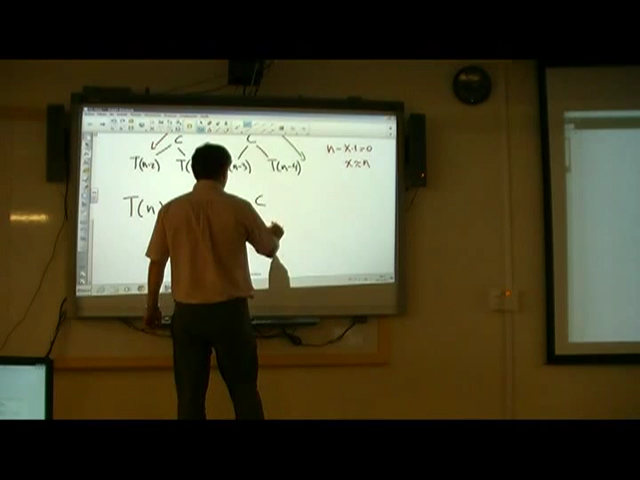 C C
T(n-2) T( n-3) T(n-4)
n-x·1=0
x≈n
T(n) C